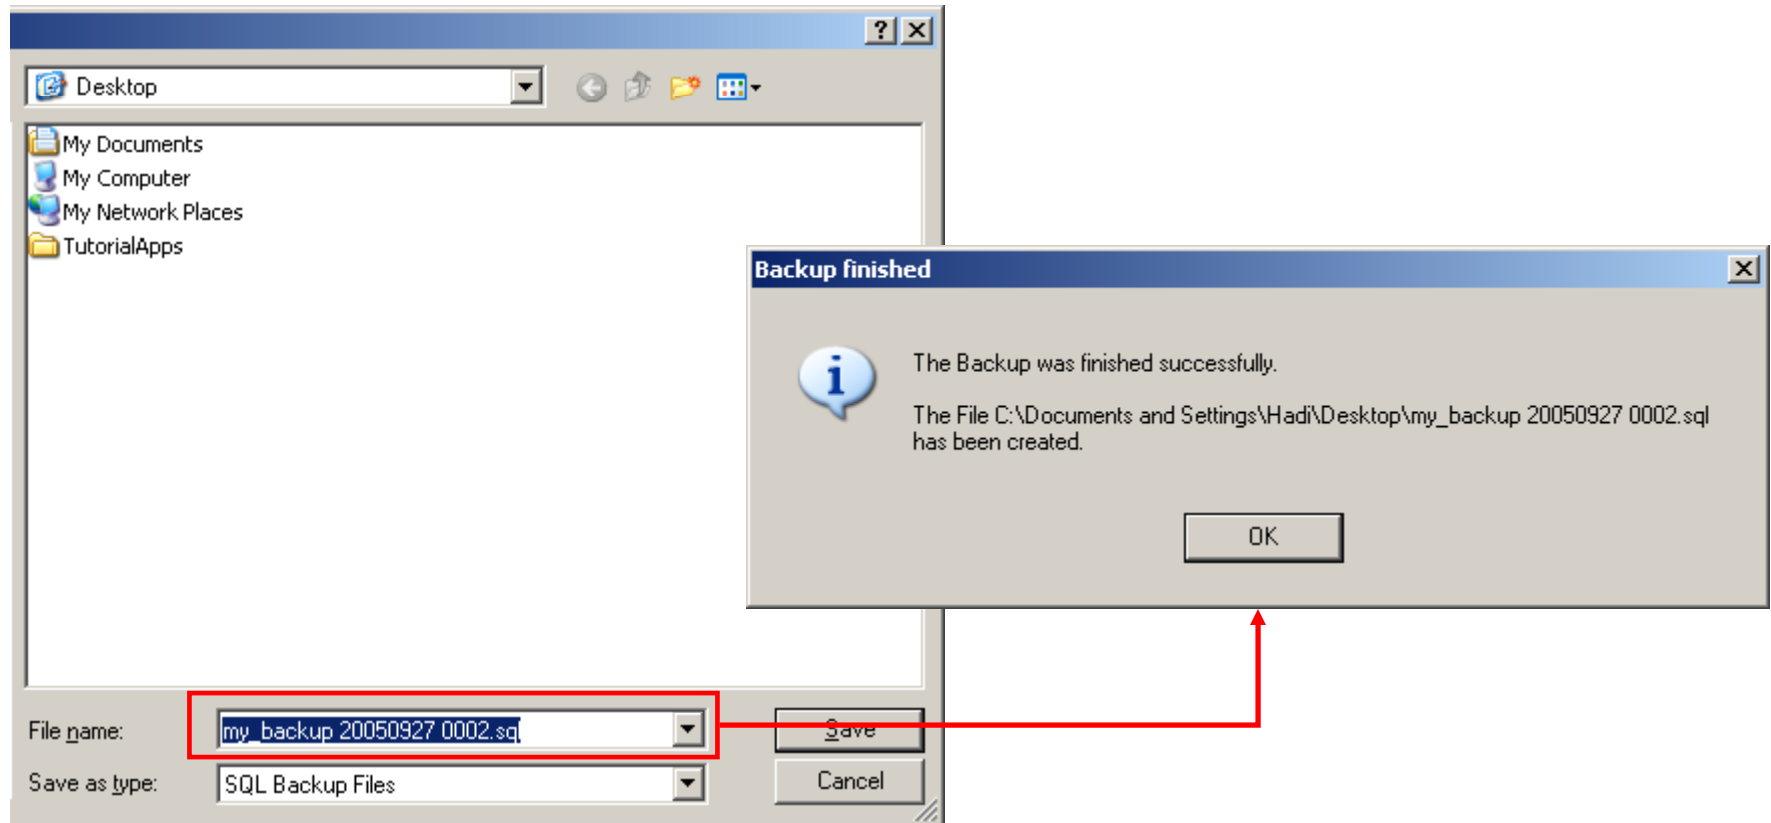 ?
Desktop
My Documents
My Computer
My Network Places
TutorialApps
Backup finished
The Backup was finished successfully.
The File C:\Documents and Settings\Hadi\Desktop\my_backup 20050927 0002.sql
has been created.
OK
File name:
my_backup 20050927 0002.sql
Save
Save as type:
SQL Backup Files
Cancel